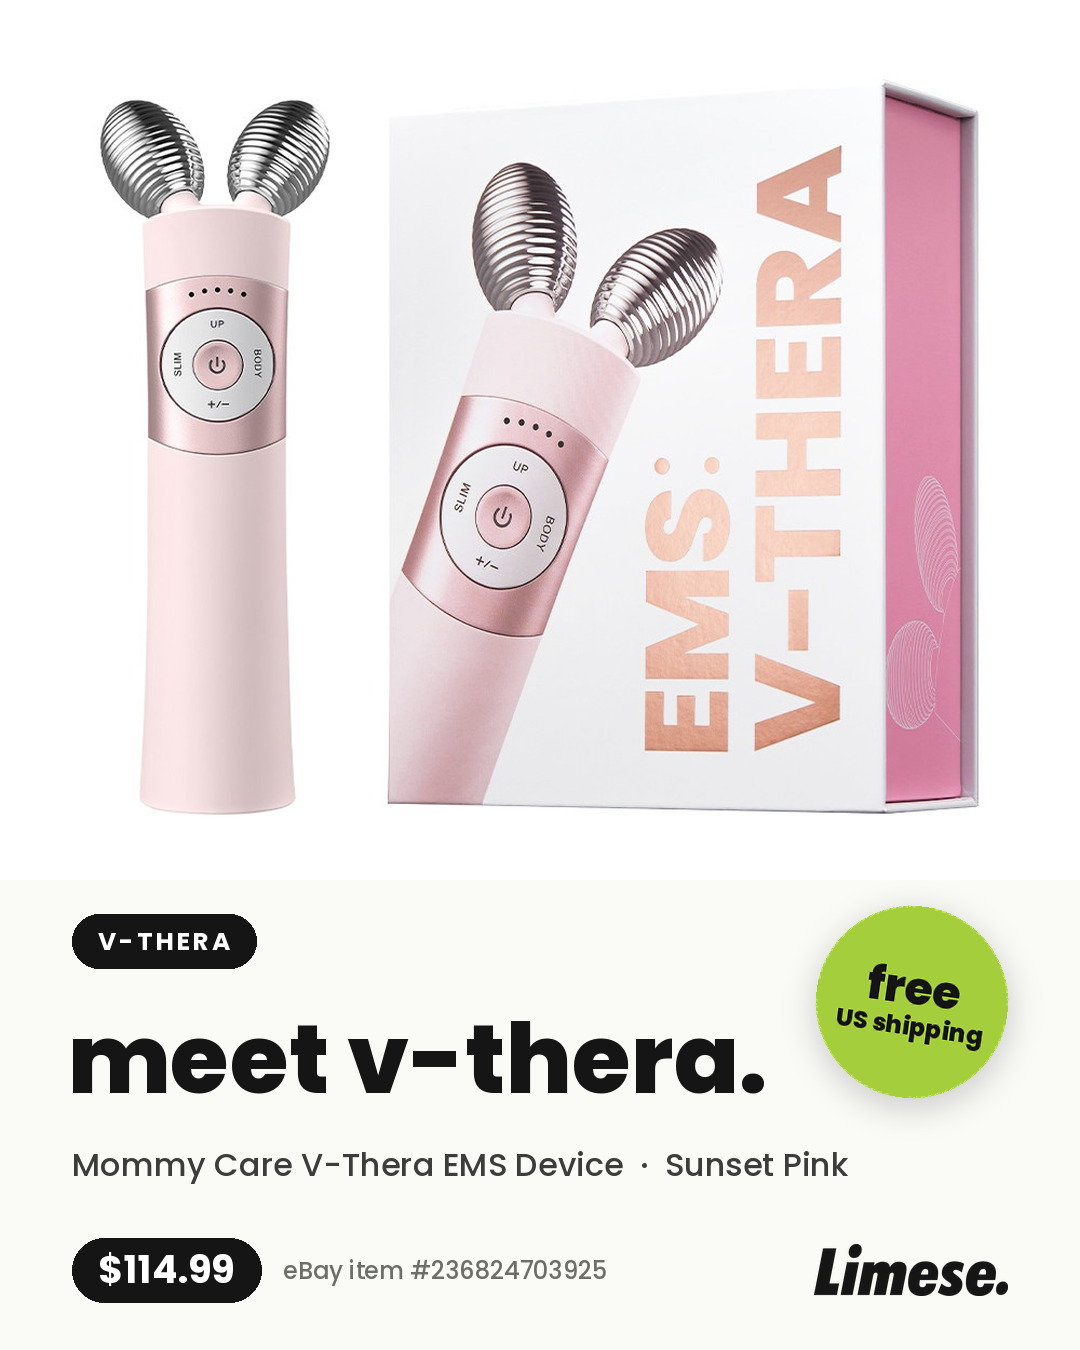 UP
SLIM
BODY
+/-
UP
SLIM
BODY
+/-
EMS:
V-THERA
V-THERA
free
US shipping
meet v-thera.
Mommy Care V-Thera EMS Device · Sunset Pink
$114.99
eBay item #236824703925
Limese.